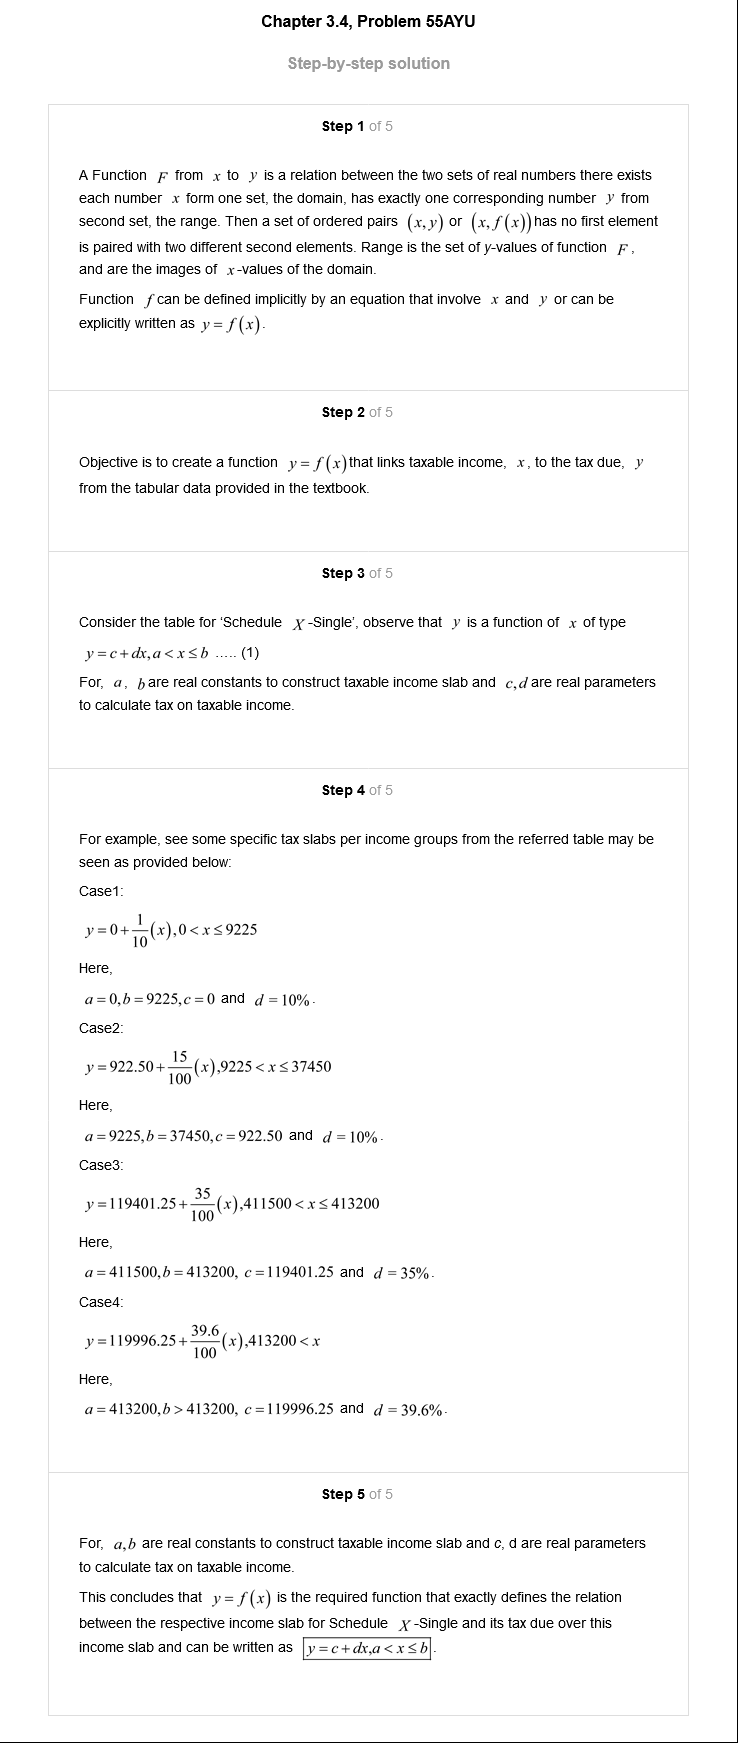 Chapter 3.4, Problem 55AYU
Step-by-step solution
Step 1 of 5
A Function F from x to y is a relation between the two sets of real numbers there exists
each number x form one set, the domain, has exactly one corresponding number y from
second set, the range. Then a set of ordered pairs (x, y) or (x, f(x)) has no first element
is paired with two different second elements. Range is the set of y-values of function F,
and are the images of x-values of the domain.
Function f can be defined implicitly by an equation that involve x and y or can be
explicitly written as y = f(x).
Step 2 of 5
Objective is to create a function y = f(x) that links taxable income, x, to the tax due, y
from the tabular data provided in the textbook.
Step 3 of 5
Consider the table for ‘Schedule X-Single’, observe that y is a function of x of type
y = c + dx, a < x ≤ b ..... (1)
For, a, b are real constants to construct taxable income slab and c, d are real parameters
to calculate tax on taxable income.
Step 4 of 5
For example, see some specific tax slabs per income groups from the referred table may be
seen as provided below:
Case1:
y = 0 + 1/10 (x), 0 < x ≤ 9225
Here,
a = 0, b = 9225, c = 0 and d = 10%.
Case2:
y = 922.50 + 15/100 (x), 9225 < x ≤ 37450
Here,
a = 9225, b = 37450, c = 922.50 and d = 10%.
Case3:
y = 119401.25 + 35/100 (x), 411500 < x ≤ 413200
Here,
a = 411500, b = 413200, c = 119401.25 and d = 35%.
Case4:
y = 119996.25 + 39.6/100 (x), 413200 < x
Here,
a = 413200, b > 413200, c = 119996.25 and d = 39.6%.
Step 5 of 5
For, a, b are real constants to construct taxable income slab and c, d are real parameters
to calculate tax on taxable income.
This concludes that y = f(x) is the required function that exactly defines the relation
between the respective income slab for Schedule X-Single and its tax due over this
income slab and can be written as y = c + dx, a < x ≤ b.